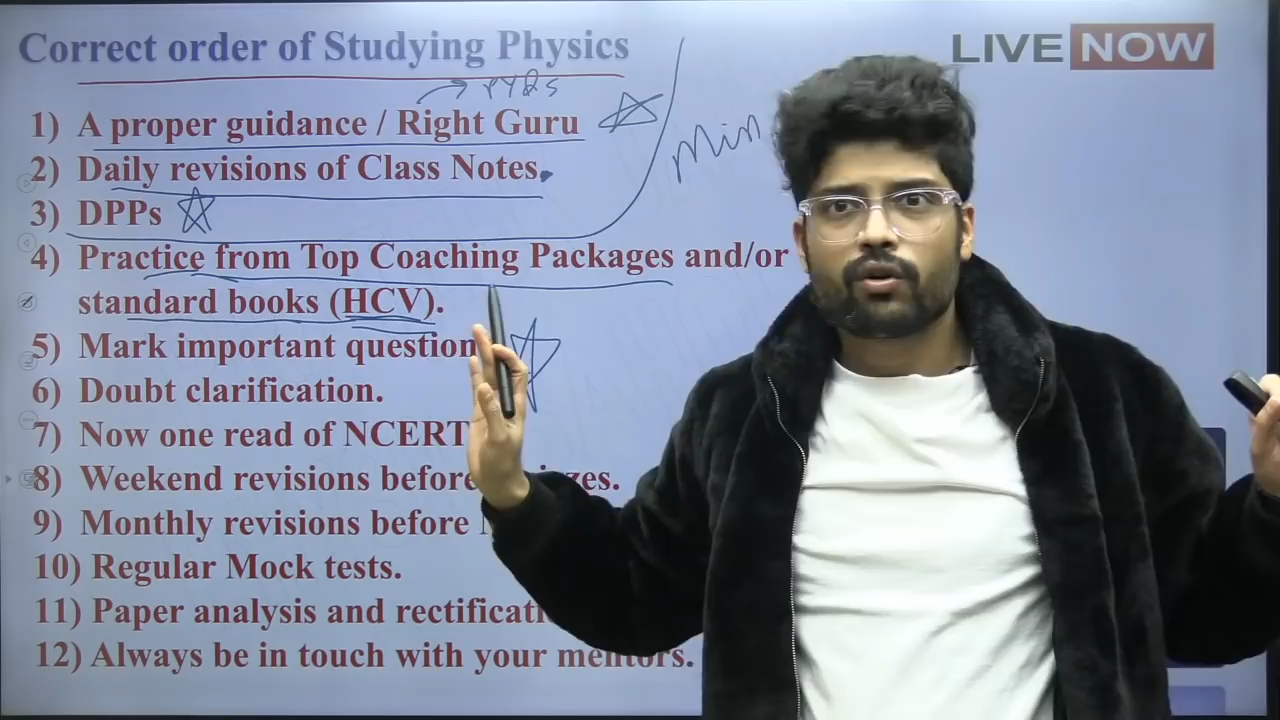 Correct order of Studying Physics
LIVE NOW
PYQs
1) A proper guidance / Right Guru
Min
2) Daily revisions of Class Notes.
3) DPPs
4) Practice from Top Coaching Packages and/or
standard books (HCV).
5) Mark important question
6) Doubt clarification.
7) Now one read of NCERT
8) Weekend revisions before
9) Monthly revisions before
10) Regular Mock tests.
11) Paper analysis and
12) Always be in touch with your mentors.